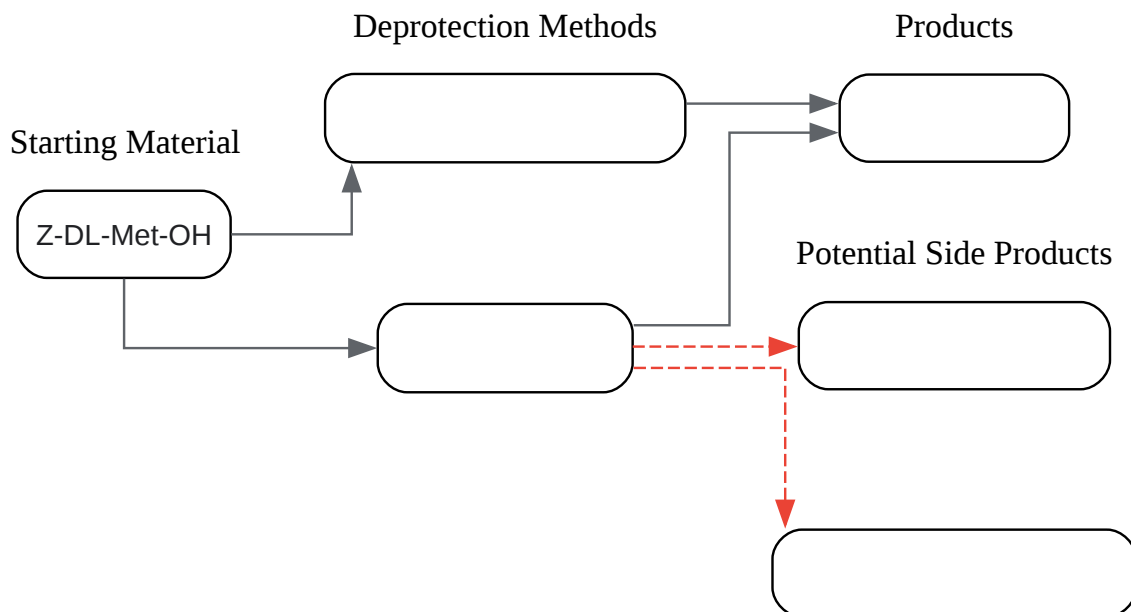 Deprotection Methods
Products
Starting Material
Z-DL-Met-OH
Potential Side Products